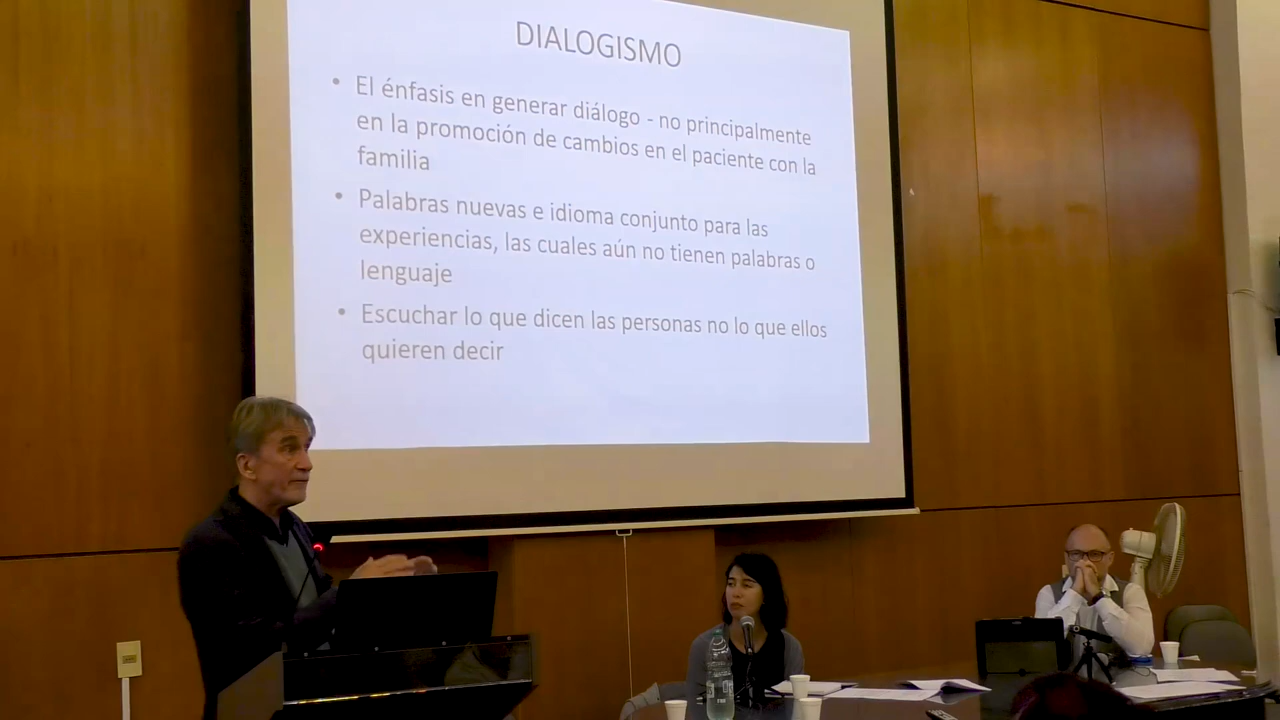 DIALOGISMO
• El énfasis en generar diálogo - no principalmente
en la promoción de cambios en el paciente con la
familia
• Palabras nuevas e idioma conjunto para las
experiencias, las cuales aún no tienen palabras o
lenguaje
• Escuchar lo que dicen las personas no lo que ellos
quieren decir